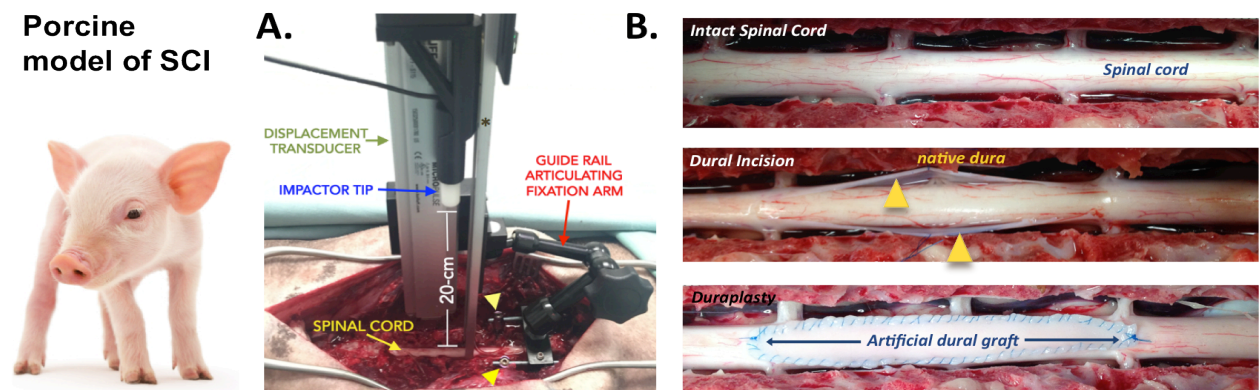 Porcine
model of SCI
A.
DISPLACEMENT
TRANSDUCER
IMPACTOR TIP
*
GUIDE RAIL
ARTICULATING
FIXATION ARM
20-cm
SPINAL CORD
B.
Intact Spinal Cord
Spinal cord
Dural Incision
native dura
Duraplasty
Artificial dural graft